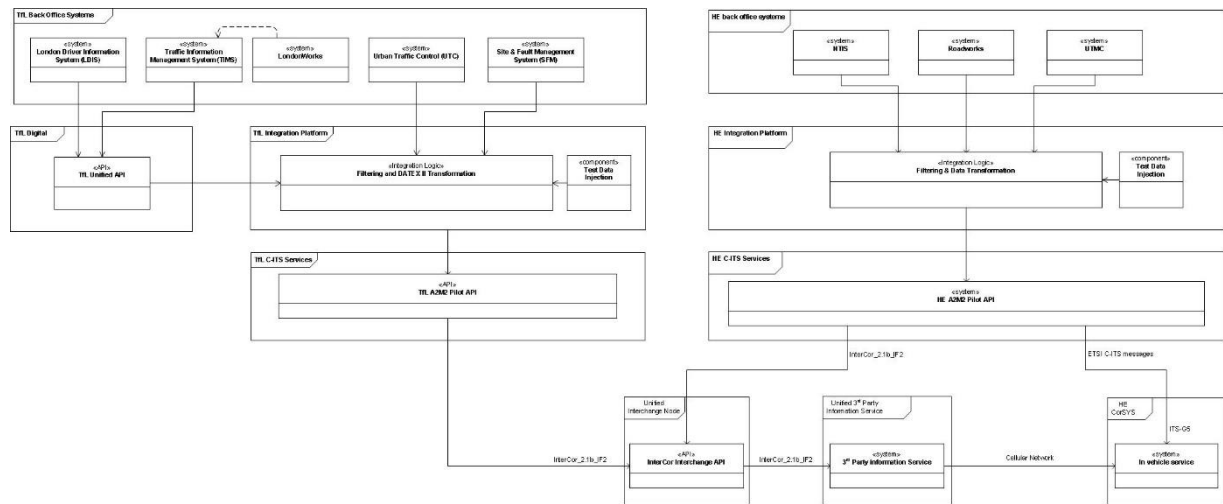 TfL Back Office Systems
«system»
London Driver Information
System (LDIS)
«system»
Traffic Information
Management System (TIMS)
«system»
LondonWorks
«system»
Urban Traffic Control (UTC)
«system»
Site & Fault Management
System (SFM)
HE back office systems
«system»
NTIS
«system»
Roadworks
«system»
UTMC
TfL Digital
«API»
TfL Unified API
TfL Integration Platform
«Integration Logic»
Filtering and DATEX II Transformation
«component»
Test Data
Injection
HE Integration Platform
«Integration Logic»
Filtering & Data Transformation
«component»
Test Data
Injection
TfL C-ITS Services
«API»
TfL A2M2 Pilot API
HE C-ITS Services
«system»
HE A2M2 Pilot API
InterCor_2.1b_IF2
ETSI C-ITS messages
Unified
Interchange Node
«API»
InterCor Interchange API
InterCor_2.1b_IF2
InterCor_2.1b_IF2
Unified 3rd Party
Information Service
«system»
3rd Party information Service
Cellular Network
HE
CorSYS
ITS-G5
«system»
In vehicle service